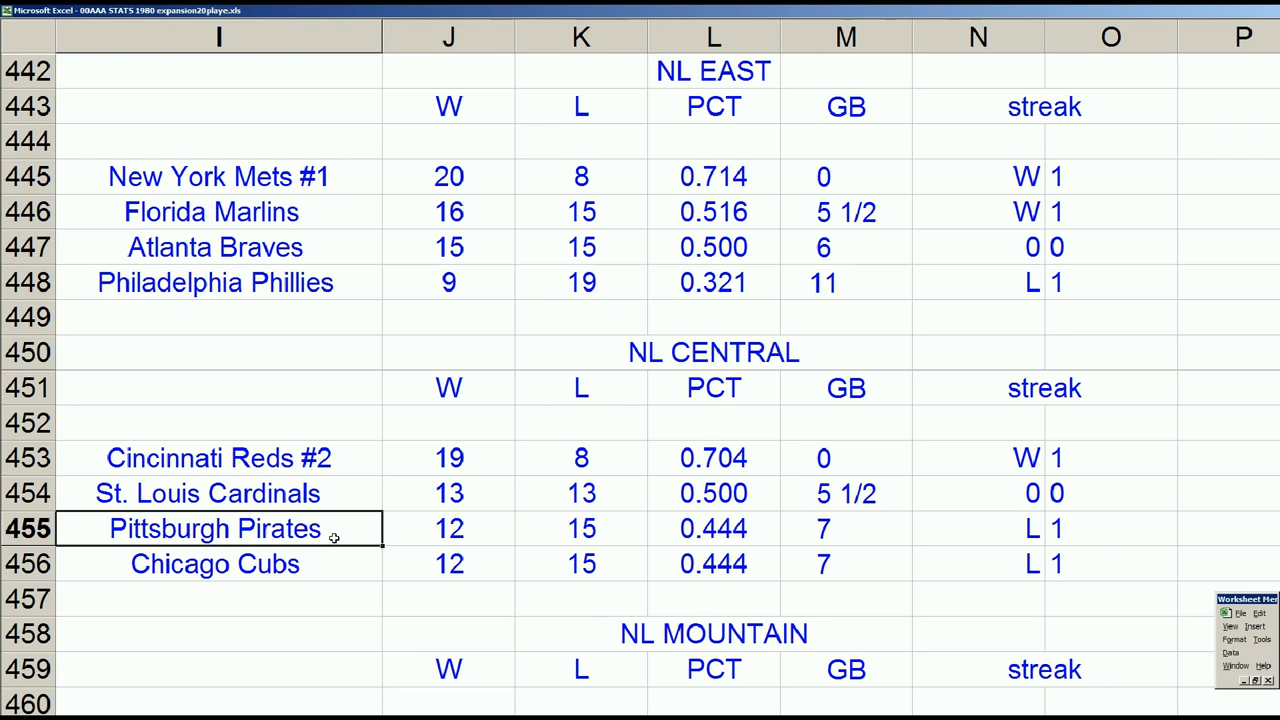 Microsoft Excel - 00AAA STATS 1980 expansion20playe.xls
I J K L M N O P
442 NL EAST
443 W L PCT GB streak
444
445 New York Mets #1 20 8 0.714 0 W 1
446 Florida Marlins 16 15 0.516 5 1/2 W 1
447 Atlanta Braves 15 15 0.500 6 0 0
448 Philadelphia Phillies 9 19 0.321 11 L 1
449
450 NL CENTRAL
451 W L PCT GB streak
452
453 Cincinnati Reds #2 19 8 0.704 0 W 1
454 St. Louis Cardinals 13 13 0.500 5 1/2 0 0
455 Pittsburgh Pirates 12 15 0.444 7 L 1
456 Chicago Cubs 12 15 0.444 7 L 1
457
458 NL MOUNTAIN
459 W L PCT GB streak
460
Worksheet Mer
File Edit
View Insert
Format Tools
Data
Window Help